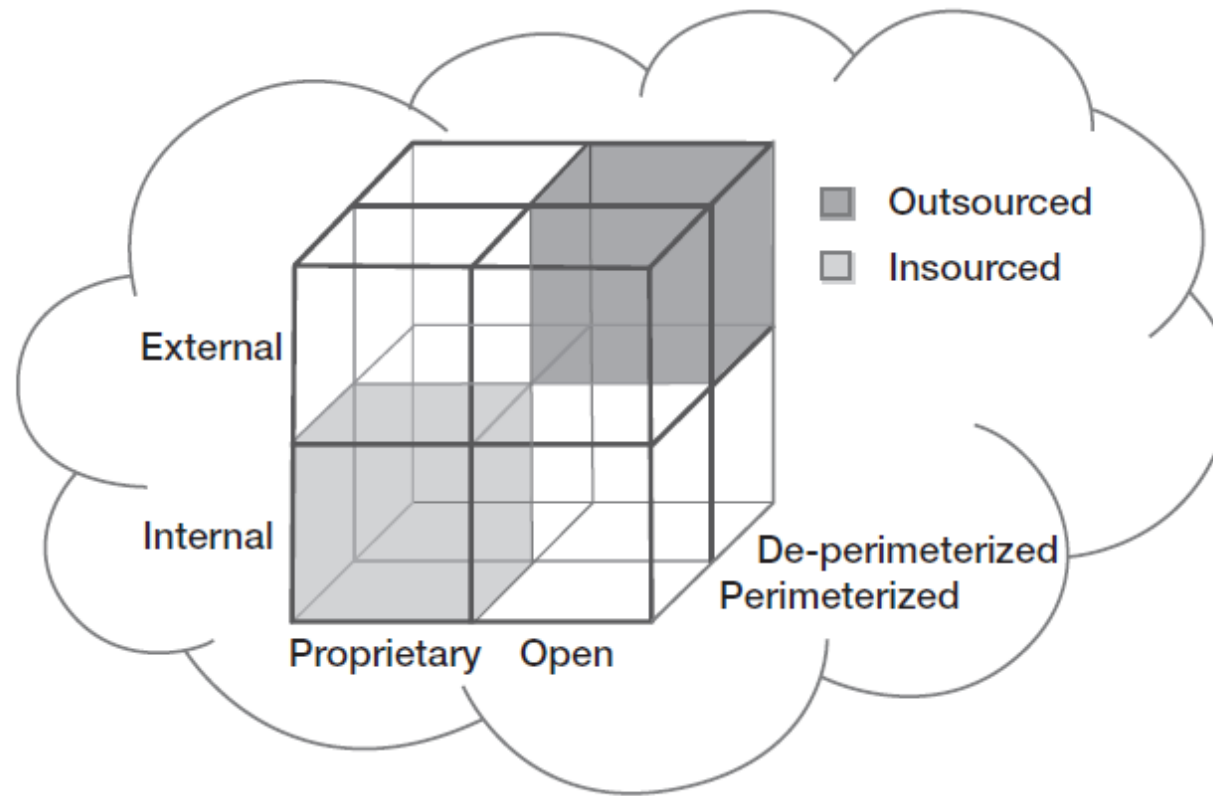 Outsourced
Insourced
External
Internal
De-perimeterized
Perimeterized
Proprietary Open